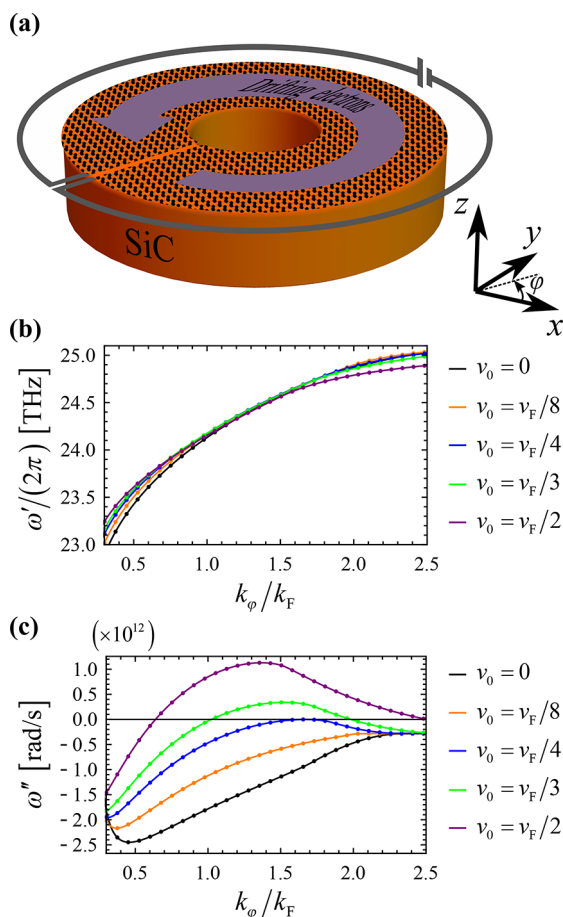 (a)
Drifting electrons
SiC
z
y
φ
x
(b)
ω′/(2π) [THz]
25.0
24.5
24.0
23.5
23.0
0.5 1.0 1.5 2.0 2.5
kφ/kF
v0 = 0
v0 = vF/8
v0 = vF/4
v0 = vF/3
v0 = vF/2
(c)
(×10¹²)
ω″ [rad/s]
1.0
0.5
0.0
-0.5
-1.0
-1.5
-2.0
-2.5
0.5 1.0 1.5 2.0 2.5
kφ/kF
v0 = 0
v0 = vF/8
v0 = vF/4
v0 = vF/3
v0 = vF/2